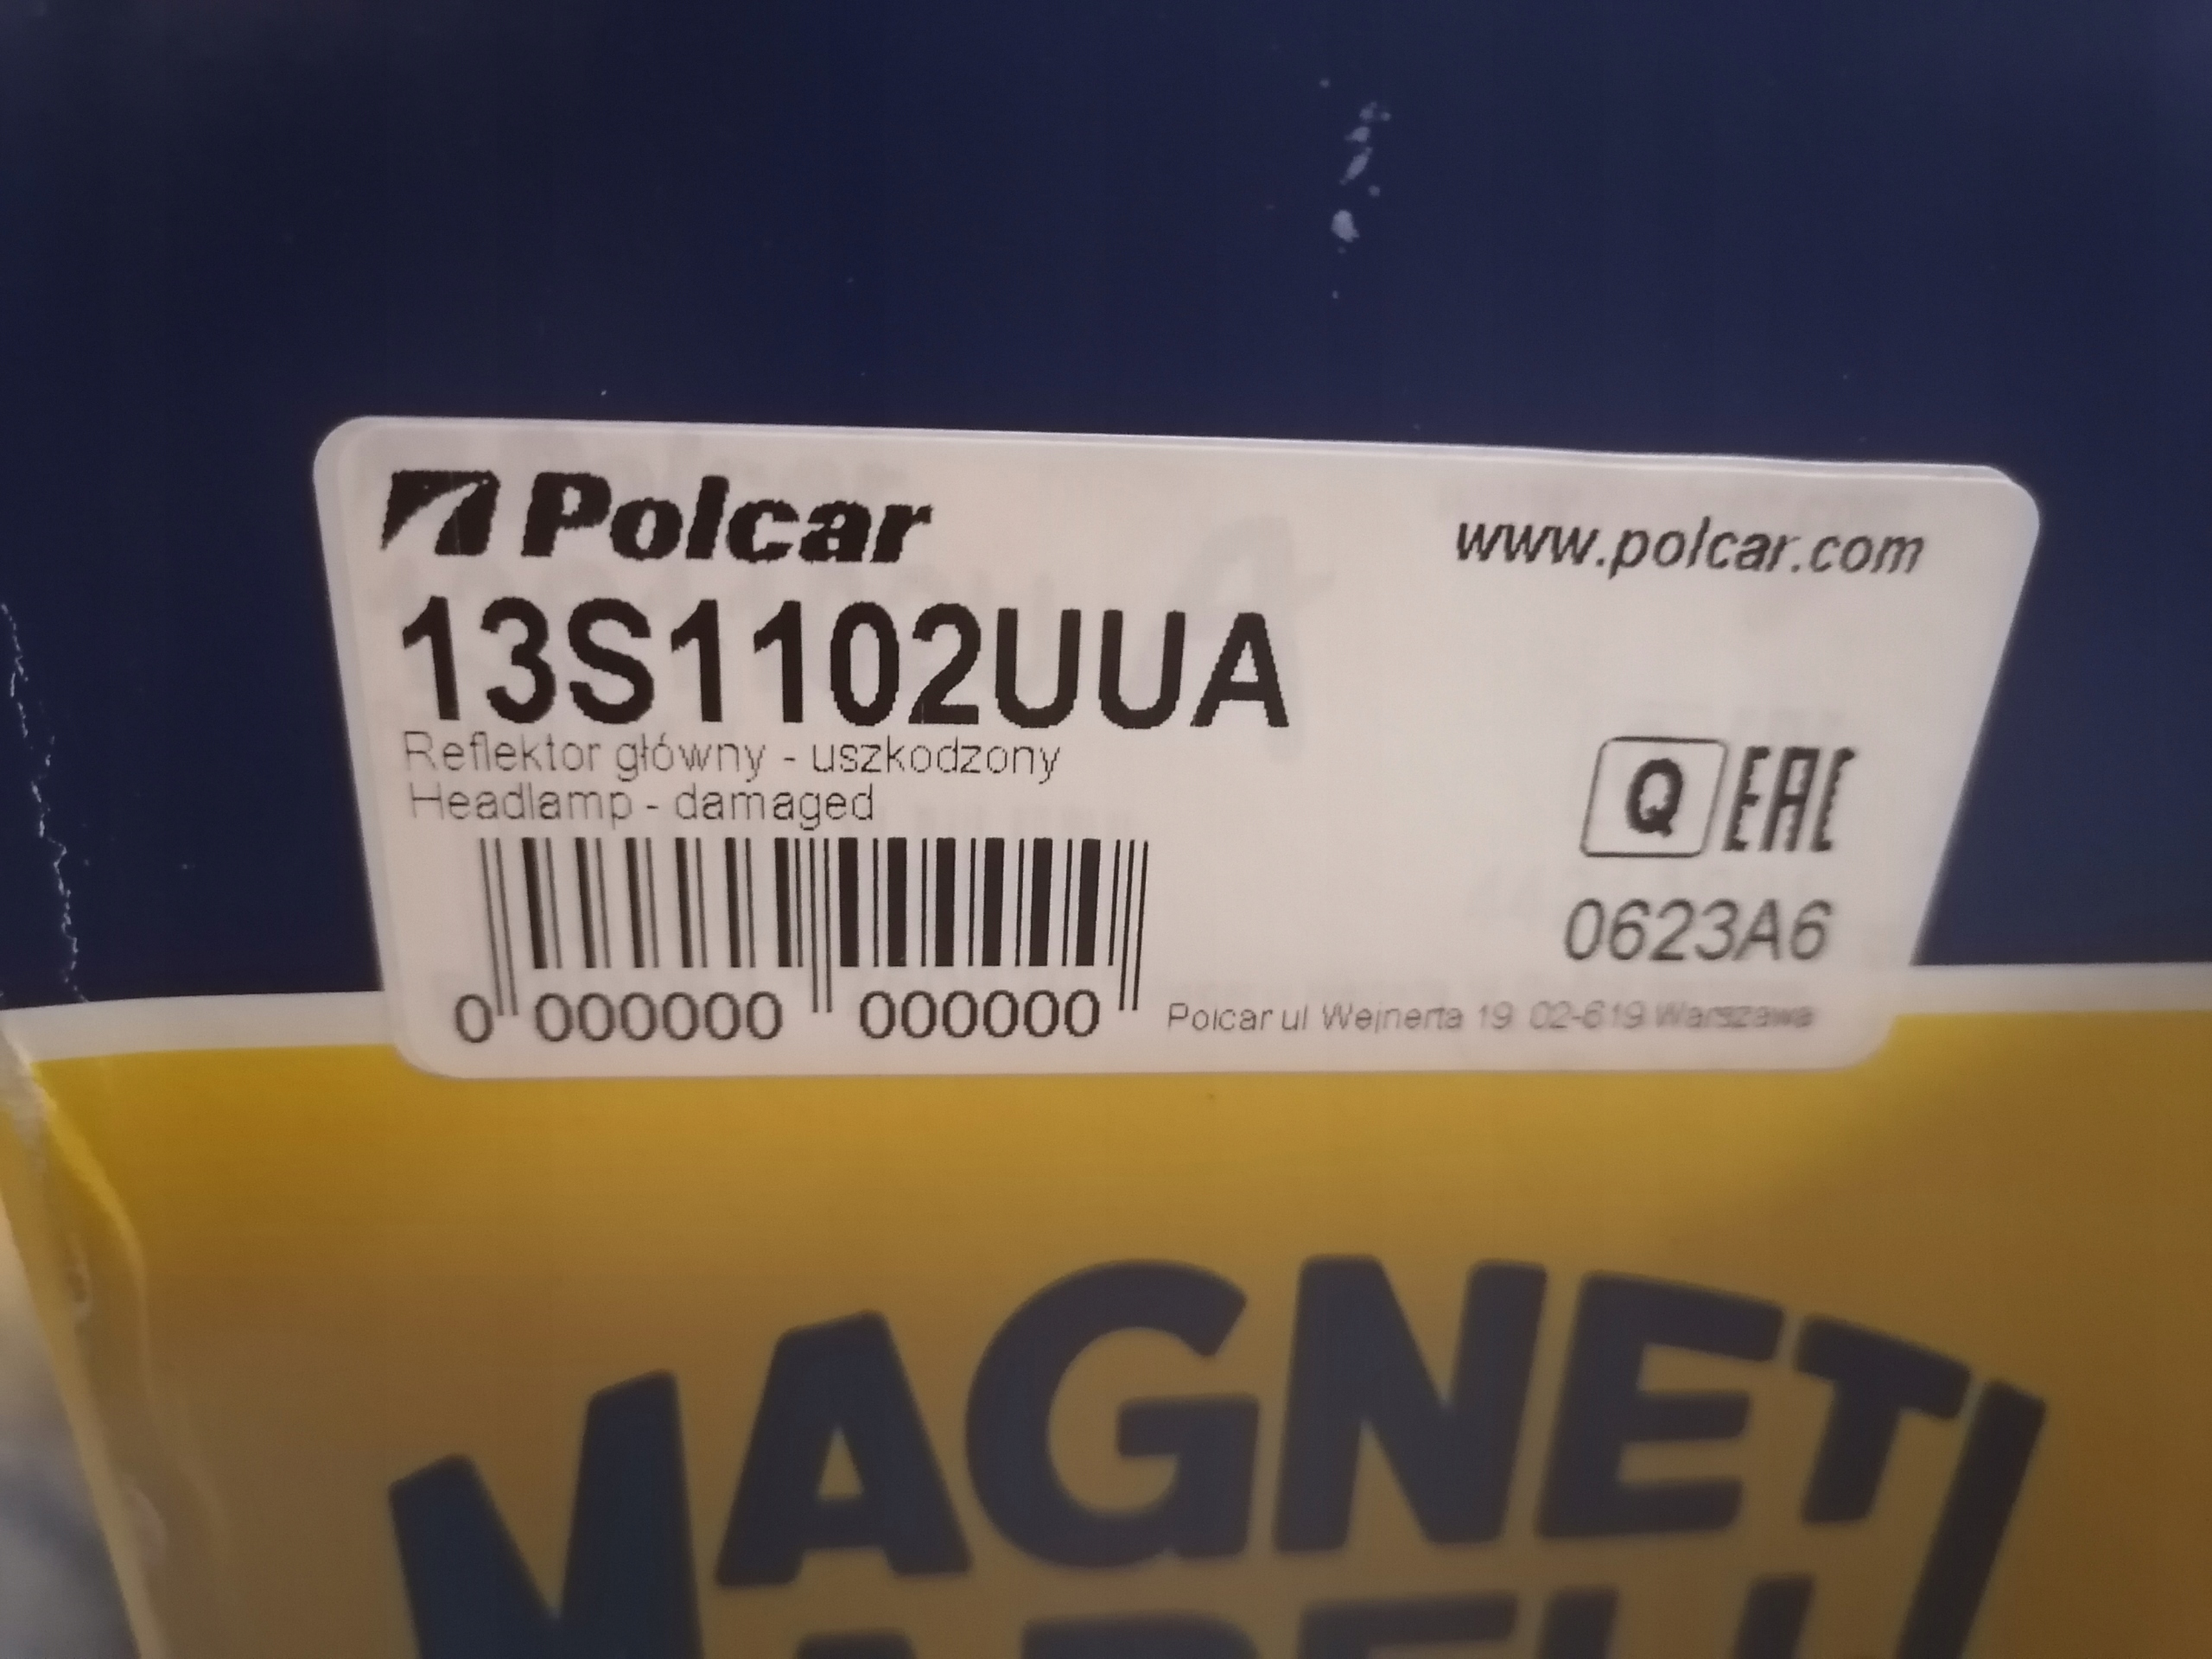 Polcar
www.polcar.com
13S1102UUA
Reflektor główny - uszkodzony
Headlamp - damaged
Q EAC
0623A6
0 000000 000000
Polcar ul Wejnerta 19 02-619 Warszawa
MAGNETI
MARELLI